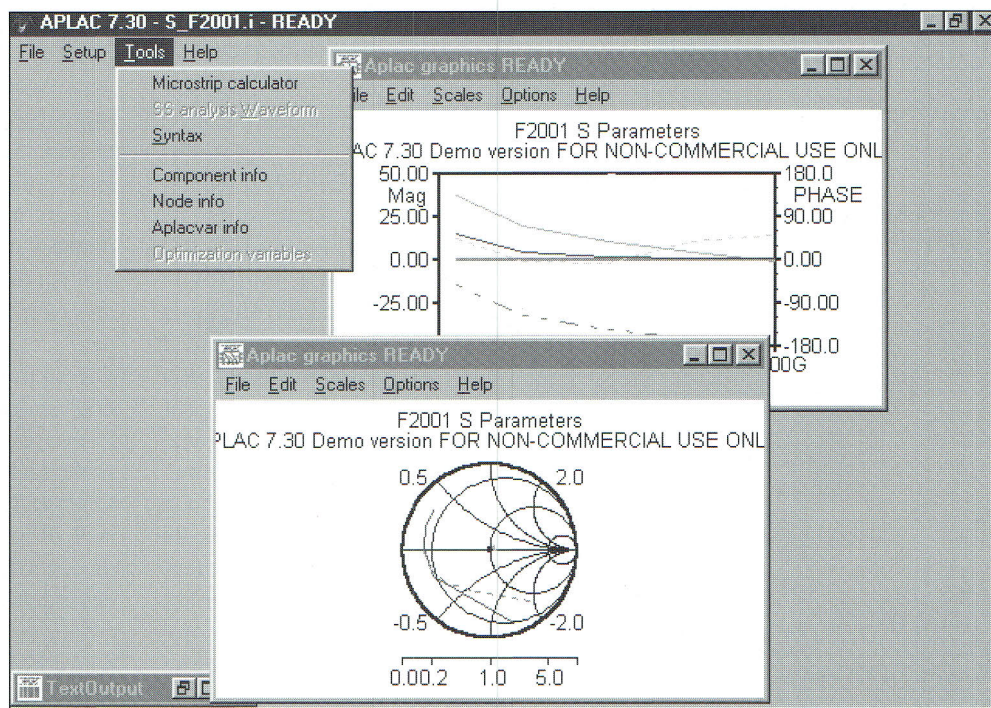 APLAC 7.30 - S_F2001.i - READY
File Setup Tools Help
Microstrip calculator
SS analysis Waveform
Syntax
Component info
Node info
Aplacvar info
Optimization variables
Aplac graphics READY
ile Edit Scales Options Help
F2001 S Parameters
AC 7.30 Demo version FOR NON-COMMERCIAL USE ONL
50.00 180.0
Mag PHASE
25.00 90.00
0.00 0.00
-25.00 -90.00
-180.0
00G
Aplac graphics READY
File Edit Scales Options Help
F2001 S Parameters
PLAC 7.30 Demo version FOR NON-COMMERCIAL USE ONL
0.5 2.0
-0.5 -2.0
0.00.2 1.0 5.0
TextOutput